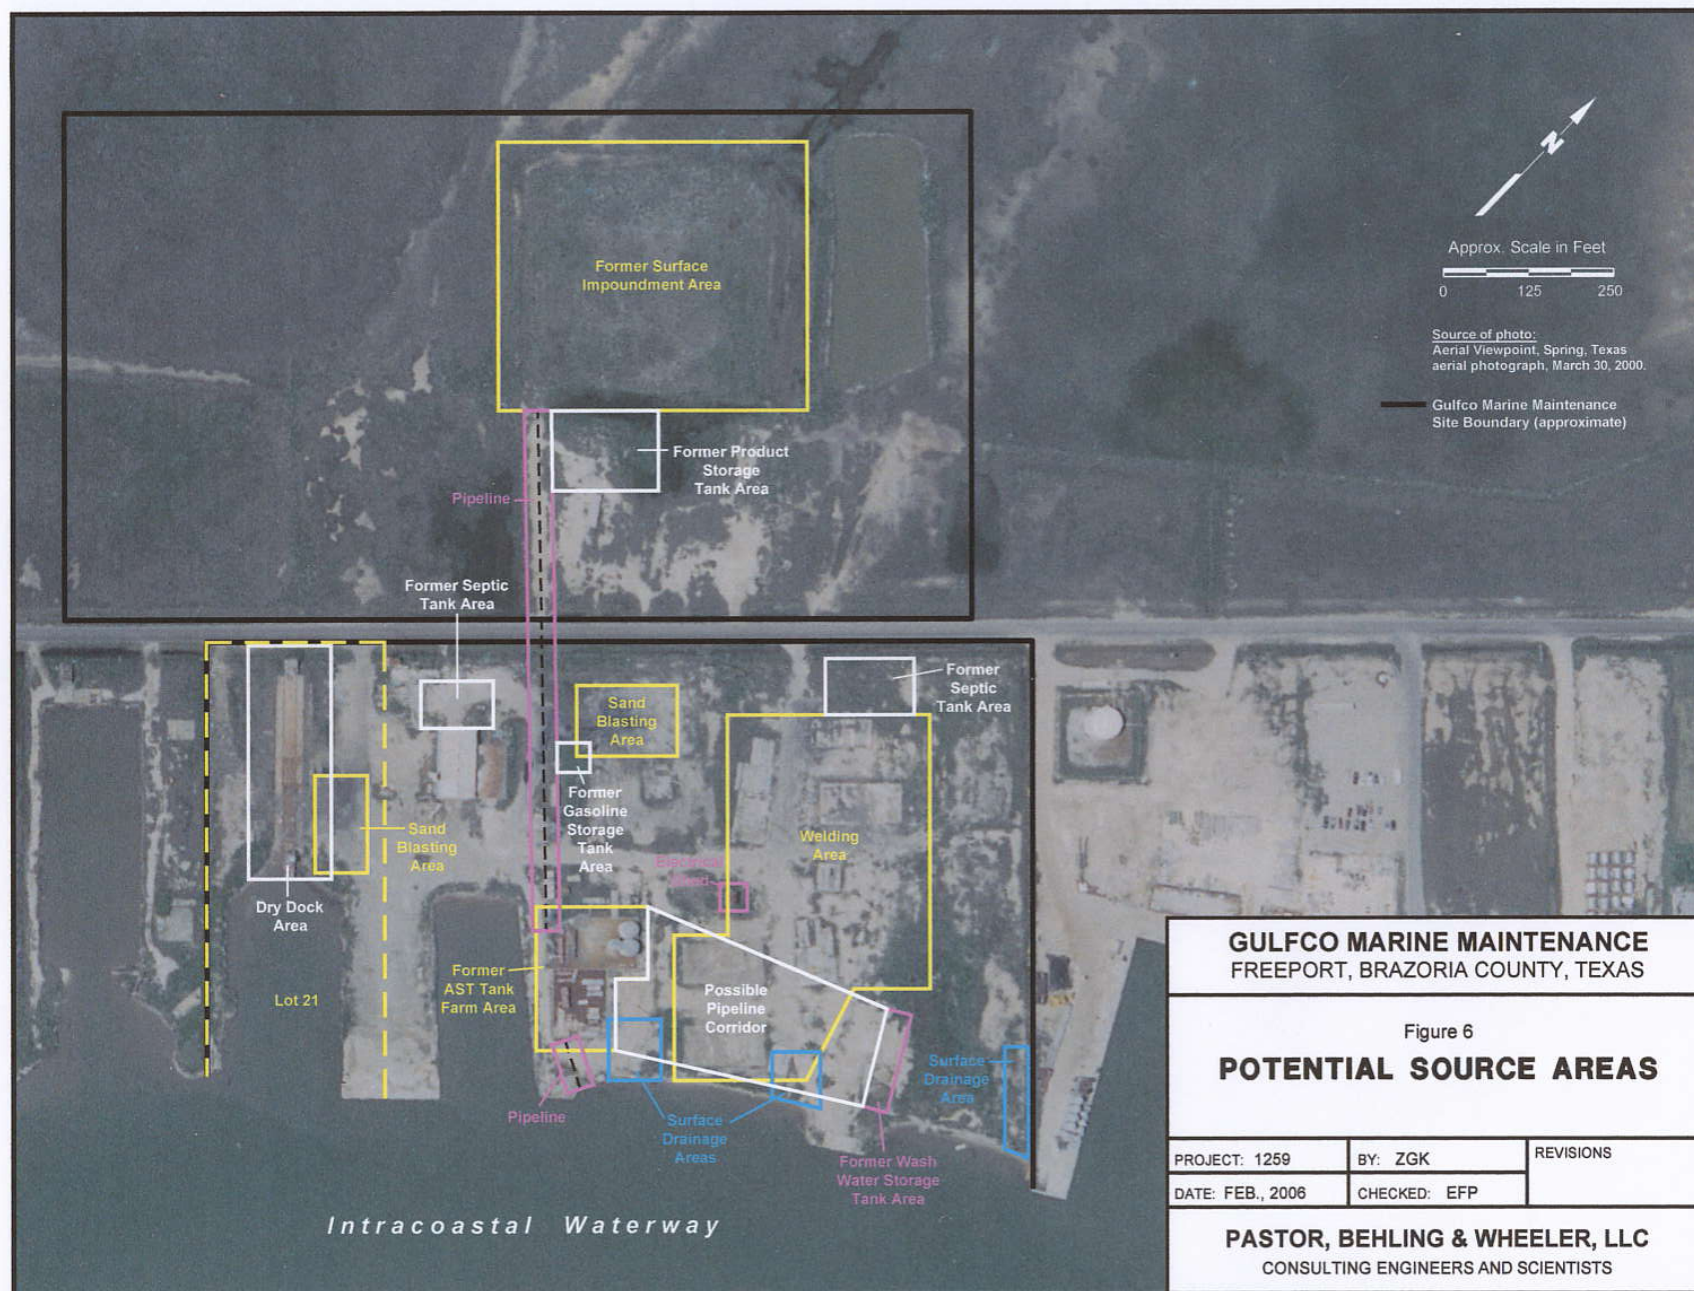 N
Approx. Scale in Feet
0 125 250
Source of photo:
Aerial Viewpoint, Spring, Texas
aerial photograph, March 30, 2000.
Gulfco Marine Maintenance
Site Boundary (approximate)
Former Surface
Impoundment Area
Former Product
Storage
Tank Area
Pipeline
Former Septic
Tank Area
Former
Septic
Tank Area
Sand
Blasting
Area
Former
Gasoline
Storage
Tank
Area
Sand
Blasting
Area
Welding
Area
Electrical
Shed
Dry Dock
Area
Lot 21
Former
AST Tank
Farm Area
Possible
Pipeline
Corridor
Surface
Drainage
Area
Pipeline
Surface
Drainage
Areas
Former Wash
Water Storage
Tank Area
Intracoastal Waterway
GULFCO MARINE MAINTENANCE
FREEPORT, BRAZORIA COUNTY, TEXAS
Figure 6
POTENTIAL SOURCE AREAS
PROJECT: 1259 BY: ZGK REVISIONS
DATE: FEB., 2006 CHECKED: EFP
PASTOR, BEHLING & WHEELER, LLC
CONSULTING ENGINEERS AND SCIENTISTS